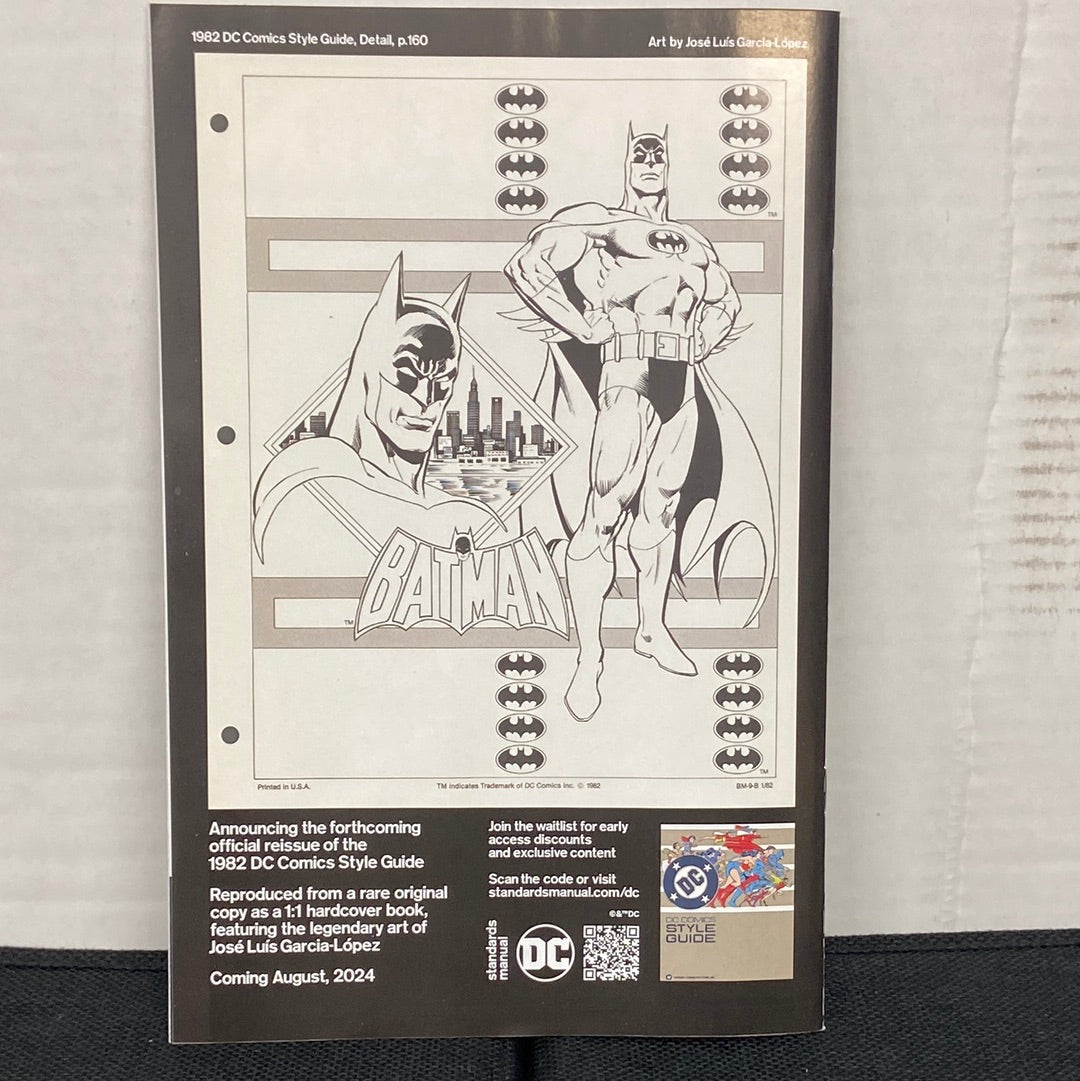 1982 DC Comics Style Guide, Detail, p.160
Art by José Luís Garcia-López
TM
BATMAN
TM
TM
Printed in U.S.A.
TM indicates Trademark of DC Comics Inc. © 1982
BM-9-B 1/82
Announcing the forthcoming
official reissue of the
1982 DC Comics Style Guide
Reproduced from a rare original
copy as a 1:1 hardcover book,
featuring the legendary art of
José Luís Garcia-López
Coming August, 2024
Join the waitlist for early
access discounts
and exclusive content
Scan the code or visit
standardsmanual.com/dc
©&™DC
standards
manual
DC
DC
DC COMICS
STYLE
GUIDE